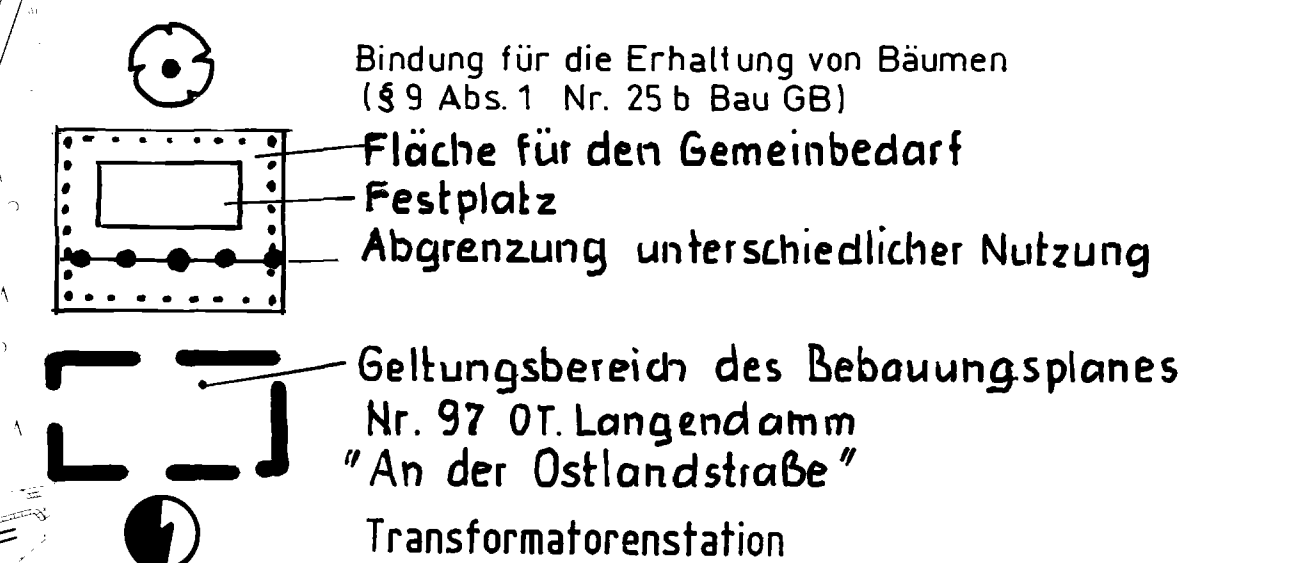 Bindung für die Erhaltung von Bäumen
(§ 9 Abs. 1 Nr. 25 b Bau GB)
Fläche für den Gemeinbedarf
Festplatz
Abgrenzung unterschiedlicher Nutzung
Geltungsbereich des Bebauungsplanes
Nr. 97 OT. Langendamm
"An der Ostlandstraße"
Transformatorenstation